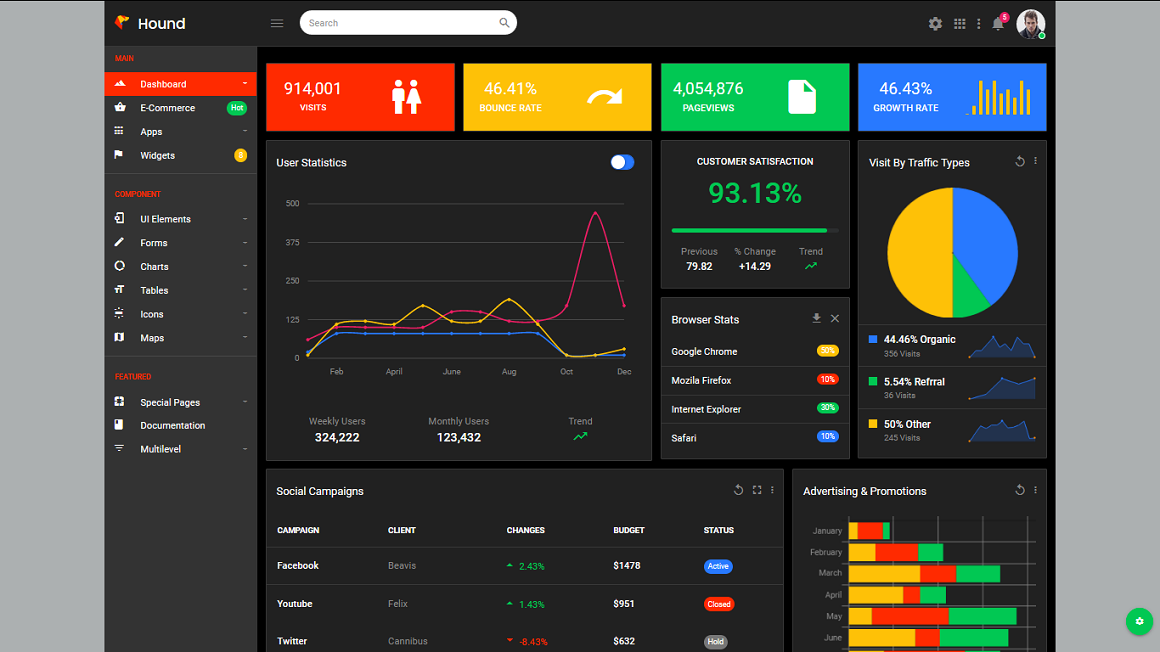 Hound
Search
5
MAIN
Dashboard
E-Commerce Hot
Apps
Widgets 8
COMPONENT
UI Elements
Forms
Charts
Tables
Icons
Maps
FEATURED
Special Pages
Documentation
Multilevel
914,001
VISITS
46.41%
BOUNCE RATE
4,054,876
PAGEVIEWS
46.43%
GROWTH RATE
User Statistics
500
375
250
125
0
Feb April June Aug Oct Dec
Weekly Users Monthly Users Trend
324,222 123,432
CUSTOMER SATISFACTION
93.13%
Previous % Change Trend
79.82 +14.29
Browser Stats
Google Chrome 50%
Mozila Firefox 10%
Internet Explorer 30%
Safari 10%
Visit By Traffic Types
44.46% Organic
356 Visits
5.54% Refrral
36 Visits
50% Other
245 Visits
Social Campaigns
CAMPAIGN CLIENT CHANGES BUDGET STATUS
Facebook Beavis 2.43% $1478 Active
Youtube Felix 1.43% $951 Closed
Twitter Cannibus -8.43% $632 Hold
Advertising & Promotions
January
February
March
April
May
June